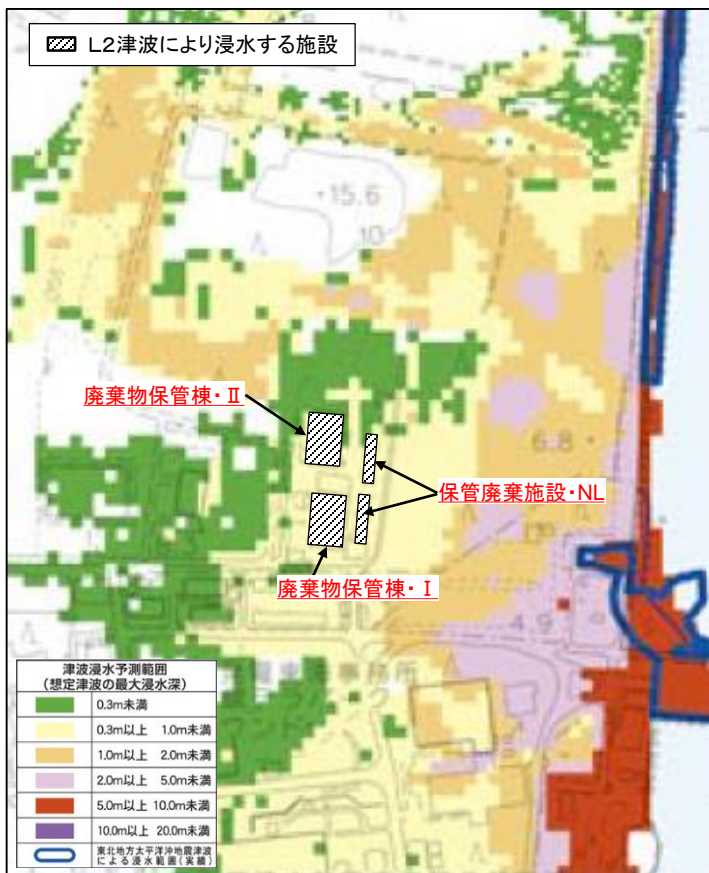 L2津波により浸水する施設
15.6
10
廃棄物保管棟・Ⅱ
6.8
保管廃棄施設・NL
廃棄物保管棟・Ⅰ
4.9
事務所
津波浸水予測範囲
(想定津波の最大浸水深)
0.3m未満
0.3m以上 1.0m未満
1.0m以上 2.0m未満
2.0m以上 5.0m未満
5.0m以上 10.0m未満
10.0m以上 20.0m未満
東北地方太平洋沖地震津波
による浸水範囲(実績)